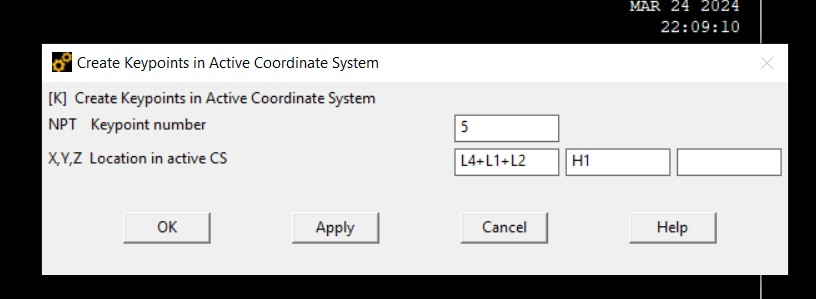 MAR 24 2024
22:09:10
Create Keypoints in Active Coordinate System
[K] Create Keypoints in Active Coordinate System
NPT Keypoint number 5
X,Y,Z Location in active CS L4+L1+L2 H1
OK Apply Cancel Help